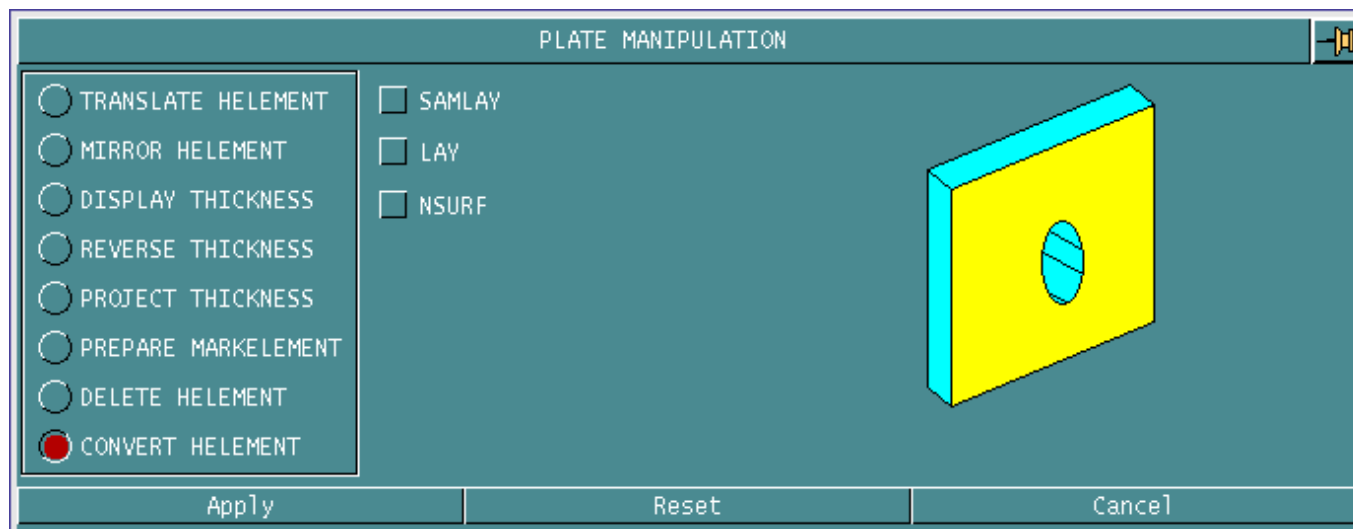 PLATE MANIPULATION
TRANSLATE HELEMENT
MIRROR HELEMENT
DISPLAY THICKNESS
REVERSE THICKNESS
PROJECT THICKNESS
PREPARE MARKELEMENT
DELETE HELEMENT
CONVERT HELEMENT
SAMLAY
LAY
NSURF
Apply Reset Cancel